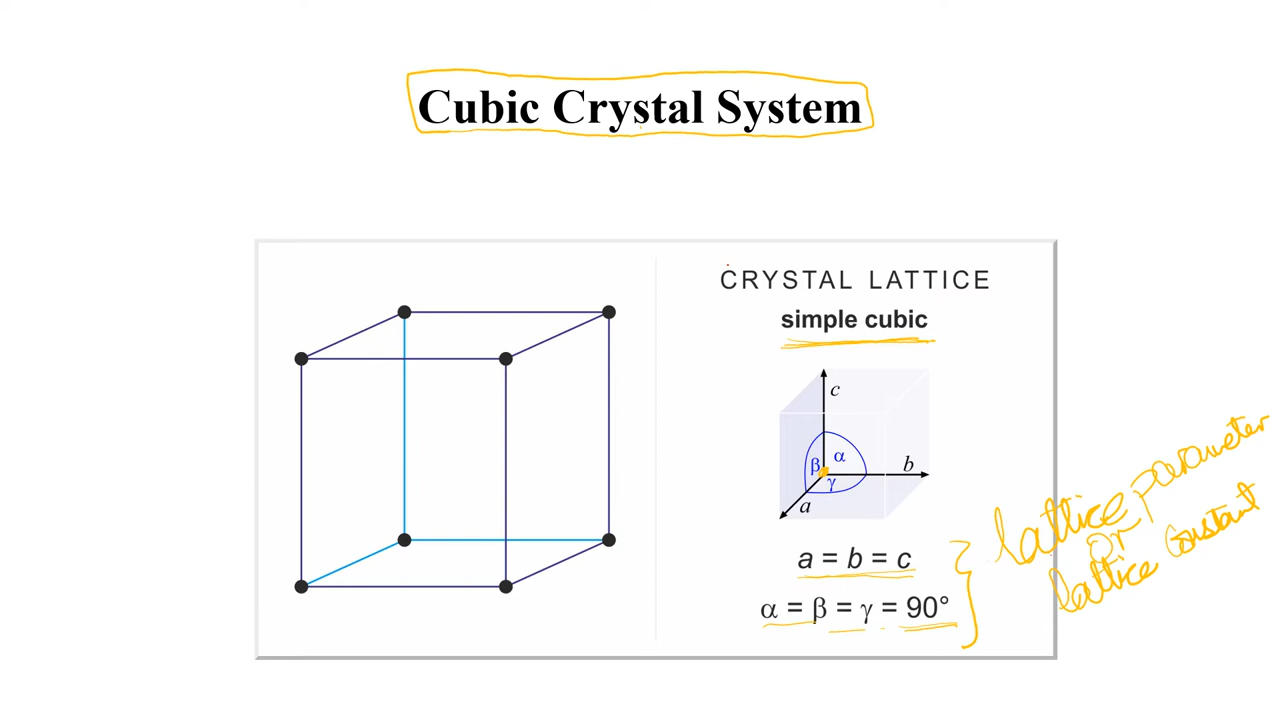 Cubic Crystal System
CRYSTAL LATTICE
simple cubic
c
β
α
b
γ
a
a = b = c
α = β = γ = 90°
lattice parameter
or
lattice constant